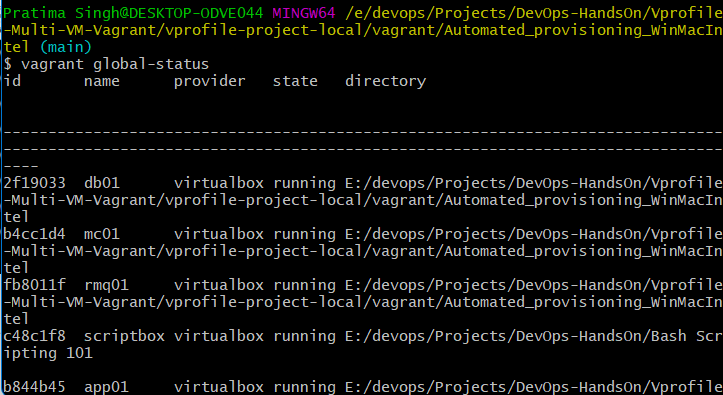 Pratima Singh@DESKTOP-ODVEO44 MINGW64 /e/devops/Projects/DevOps-HandsOn/Vprofile
-Multi-VM-Vagrant/vprofile-project-local/vagrant/Automated_provisioning_WinMacIn
tel (main)
$ vagrant global-status
id       name      provider   state   directory
--------------------------------------------------------------------------------
--------------------------------------------------------------------------------
----
2f19033  db01      virtualbox running E:/devops/Projects/DevOps-HandsOn/Vprofile
-Multi-VM-Vagrant/vprofile-project-local/vagrant/Automated_provisioning_WinMacIn
tel
b4cc1d4  mc01      virtualbox running E:/devops/Projects/DevOps-HandsOn/Vprofile
-Multi-VM-Vagrant/vprofile-project-local/vagrant/Automated_provisioning_WinMacIn
tel
fb8011f  rmq01     virtualbox running E:/devops/Projects/DevOps-HandsOn/Vprofile
-Multi-VM-Vagrant/vprofile-project-local/vagrant/Automated_provisioning_WinMacIn
tel
c48c1f8  scriptbox virtualbox running E:/devops/Projects/DevOps-HandsOn/Bash Scr
ipting 101
b844b45  app01     virtualbox running E:/devops/Projects/DevOps-HandsOn/Vprofile